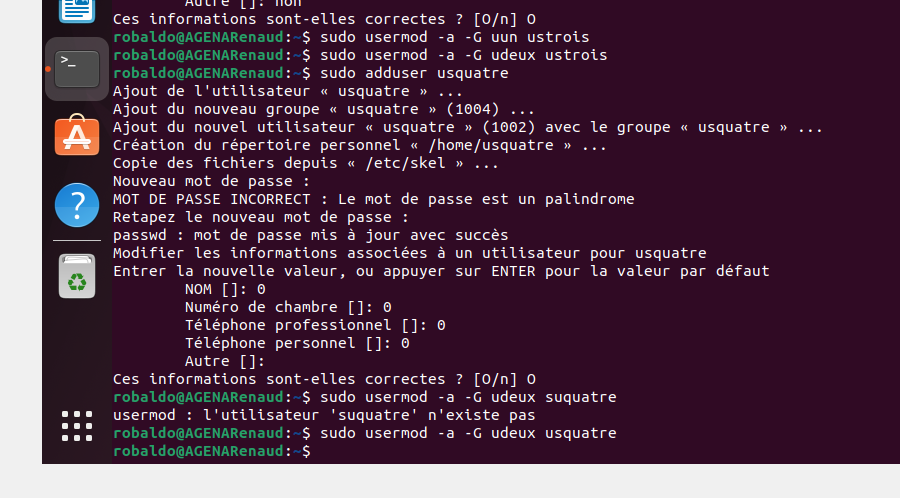 Autre []: non
Ces informations sont-elles correctes ? [O/n] O
robaldo@AGENARenaud:~$ sudo usermod -a -G uun ustrois
robaldo@AGENARenaud:~$ sudo usermod -a -G udeux ustrois
robaldo@AGENARenaud:~$ sudo adduser usquatre
Ajout de l'utilisateur « usquatre » ...
Ajout du nouveau groupe « usquatre » (1004) ...
Ajout du nouvel utilisateur « usquatre » (1002) avec le groupe « usquatre » ...
Création du répertoire personnel « /home/usquatre » ...
Copie des fichiers depuis « /etc/skel » ...
Nouveau mot de passe :
MOT DE PASSE INCORRECT : Le mot de passe est un palindrome
Retapez le nouveau mot de passe :
passwd : mot de passe mis à jour avec succès
Modifier les informations associées à un utilisateur pour usquatre
Entrer la nouvelle valeur, ou appuyer sur ENTER pour la valeur par défaut
NOM []: 0
Numéro de chambre []: 0
Téléphone professionnel []: 0
Téléphone personnel []: 0
Autre []:
Ces informations sont-elles correctes ? [O/n] O
robaldo@AGENARenaud:~$ sudo usermod -a -G udeux suquatre
usermod : l'utilisateur 'suquatre' n'existe pas
robaldo@AGENARenaud:~$ sudo usermod -a -G udeux usquatre
robaldo@AGENARenaud:~$